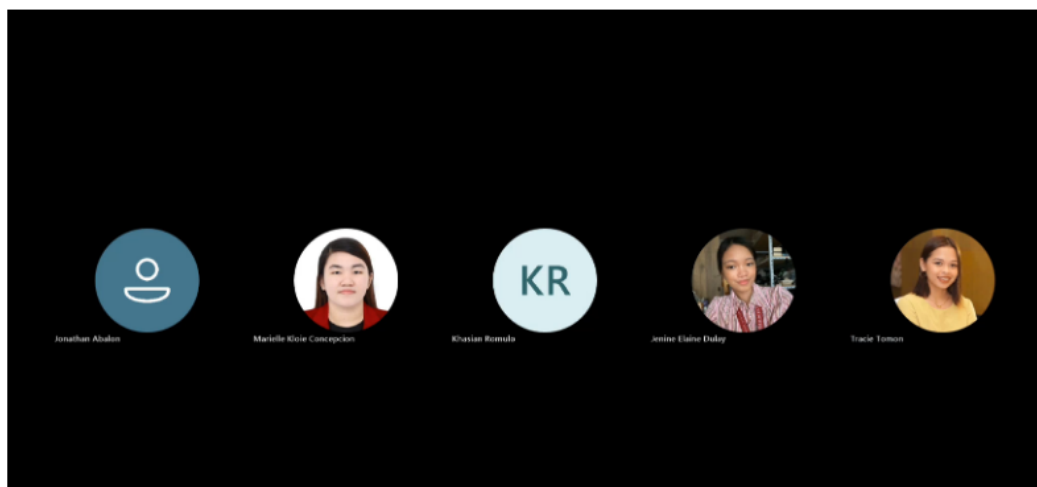 KR
Jonathan Abalon
Marielle Kloie Concepcion
Khasian Romulo
Jenine Elaine Dulay
Tracie Tomon